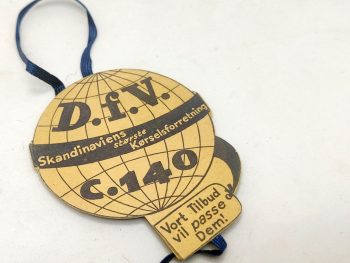 D.f.V.
Skandinaviens største Kørselsforretning
C.140
Vort Tilbud
vil passe
Dem!